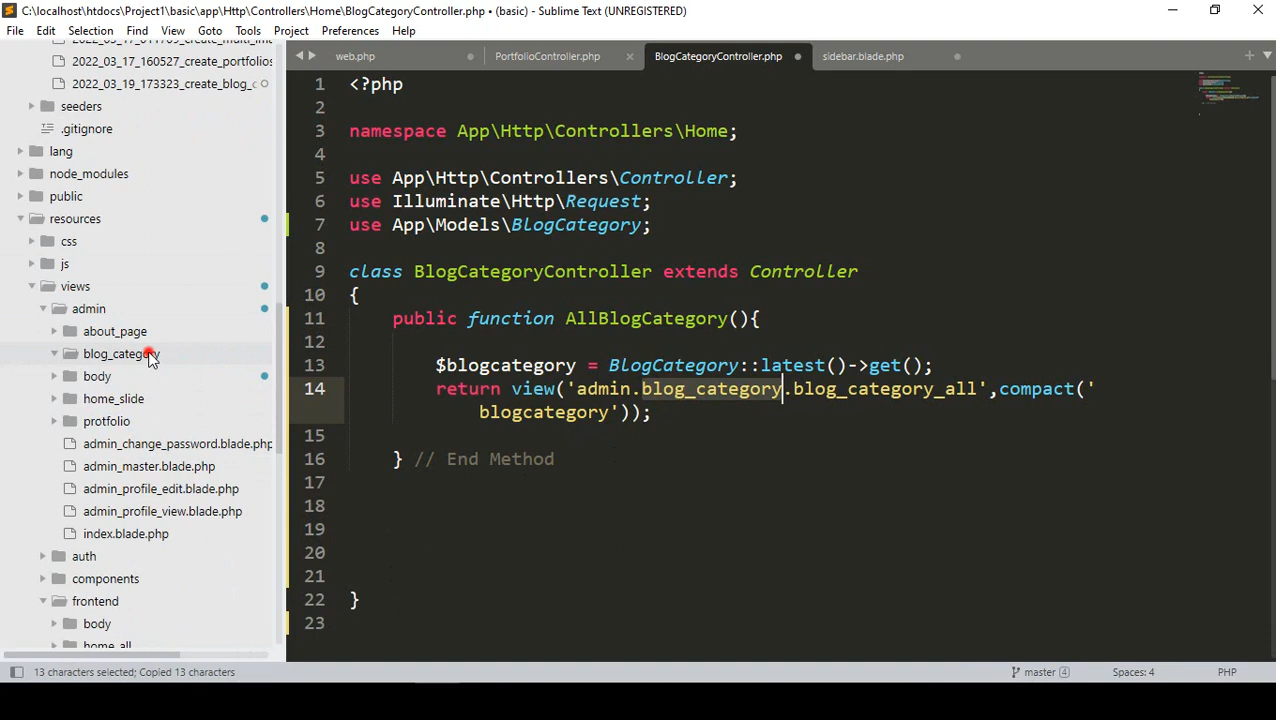 C:\localhost\htdocs\Project1\basic\app\Http\Controllers\Home\BlogCategoryController.php • (basic) - Sublime Text (UNREGISTERED)
File Edit Selection Find View Goto Tools Project Preferences Help
web.php PortfolioController.php BlogCategoryController.php sidebar.blade.php
2022_03_17_160527_create_portfolios
2022_03_19_173323_create_blog_c
seeders
.gitignore
lang
node_modules
public
resources
css
js
views
admin
about_page
blog_category
body
home_slide
protfolio
admin_change_password.blade.php
admin_master.blade.php
admin_profile_edit.blade.php
admin_profile_view.blade.php
index.blade.php
auth
components
frontend
body
home_all
1 <?php
2
3 namespace App\Http\Controllers\Home;
4
5 use App\Http\Controllers\Controller;
6 use Illuminate\Http\Request;
7 use App\Models\BlogCategory;
8
9 class BlogCategoryController extends Controller
10 {
11 public function AllBlogCategory(){
12
13 $blogcategory = BlogCategory::latest()->get();
14 return view('admin.blog_category.blog_category_all',compact('
blogcategory'));
15
16 } // End Method
17
18
19
20
21
22 }
23
13 characters selected; Copied 13 characters master 4 Spaces: 4 PHP